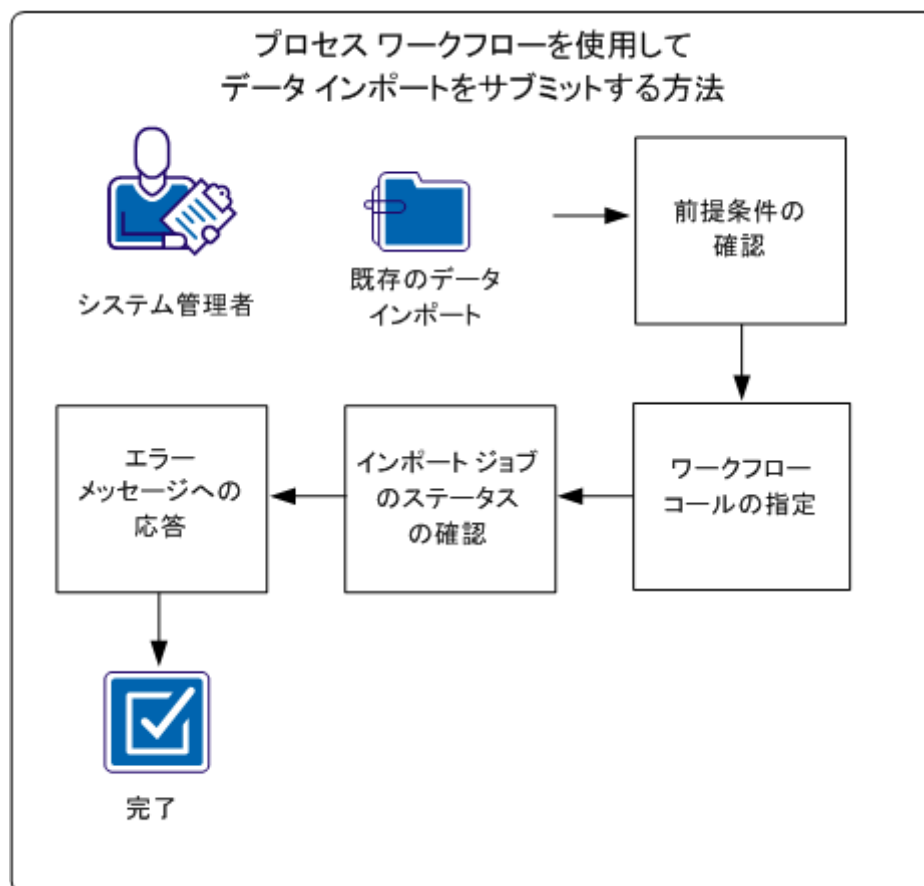 プロセス ワークフローを使用して
データ インポートをサブミットする方法
システム管理者
既存のデータ
インポート
前提条件の
確認
ワークフロー
コールの指定
インポート ジョブ
のステータス
の確認
エラー
メッセージへの
応答
完了